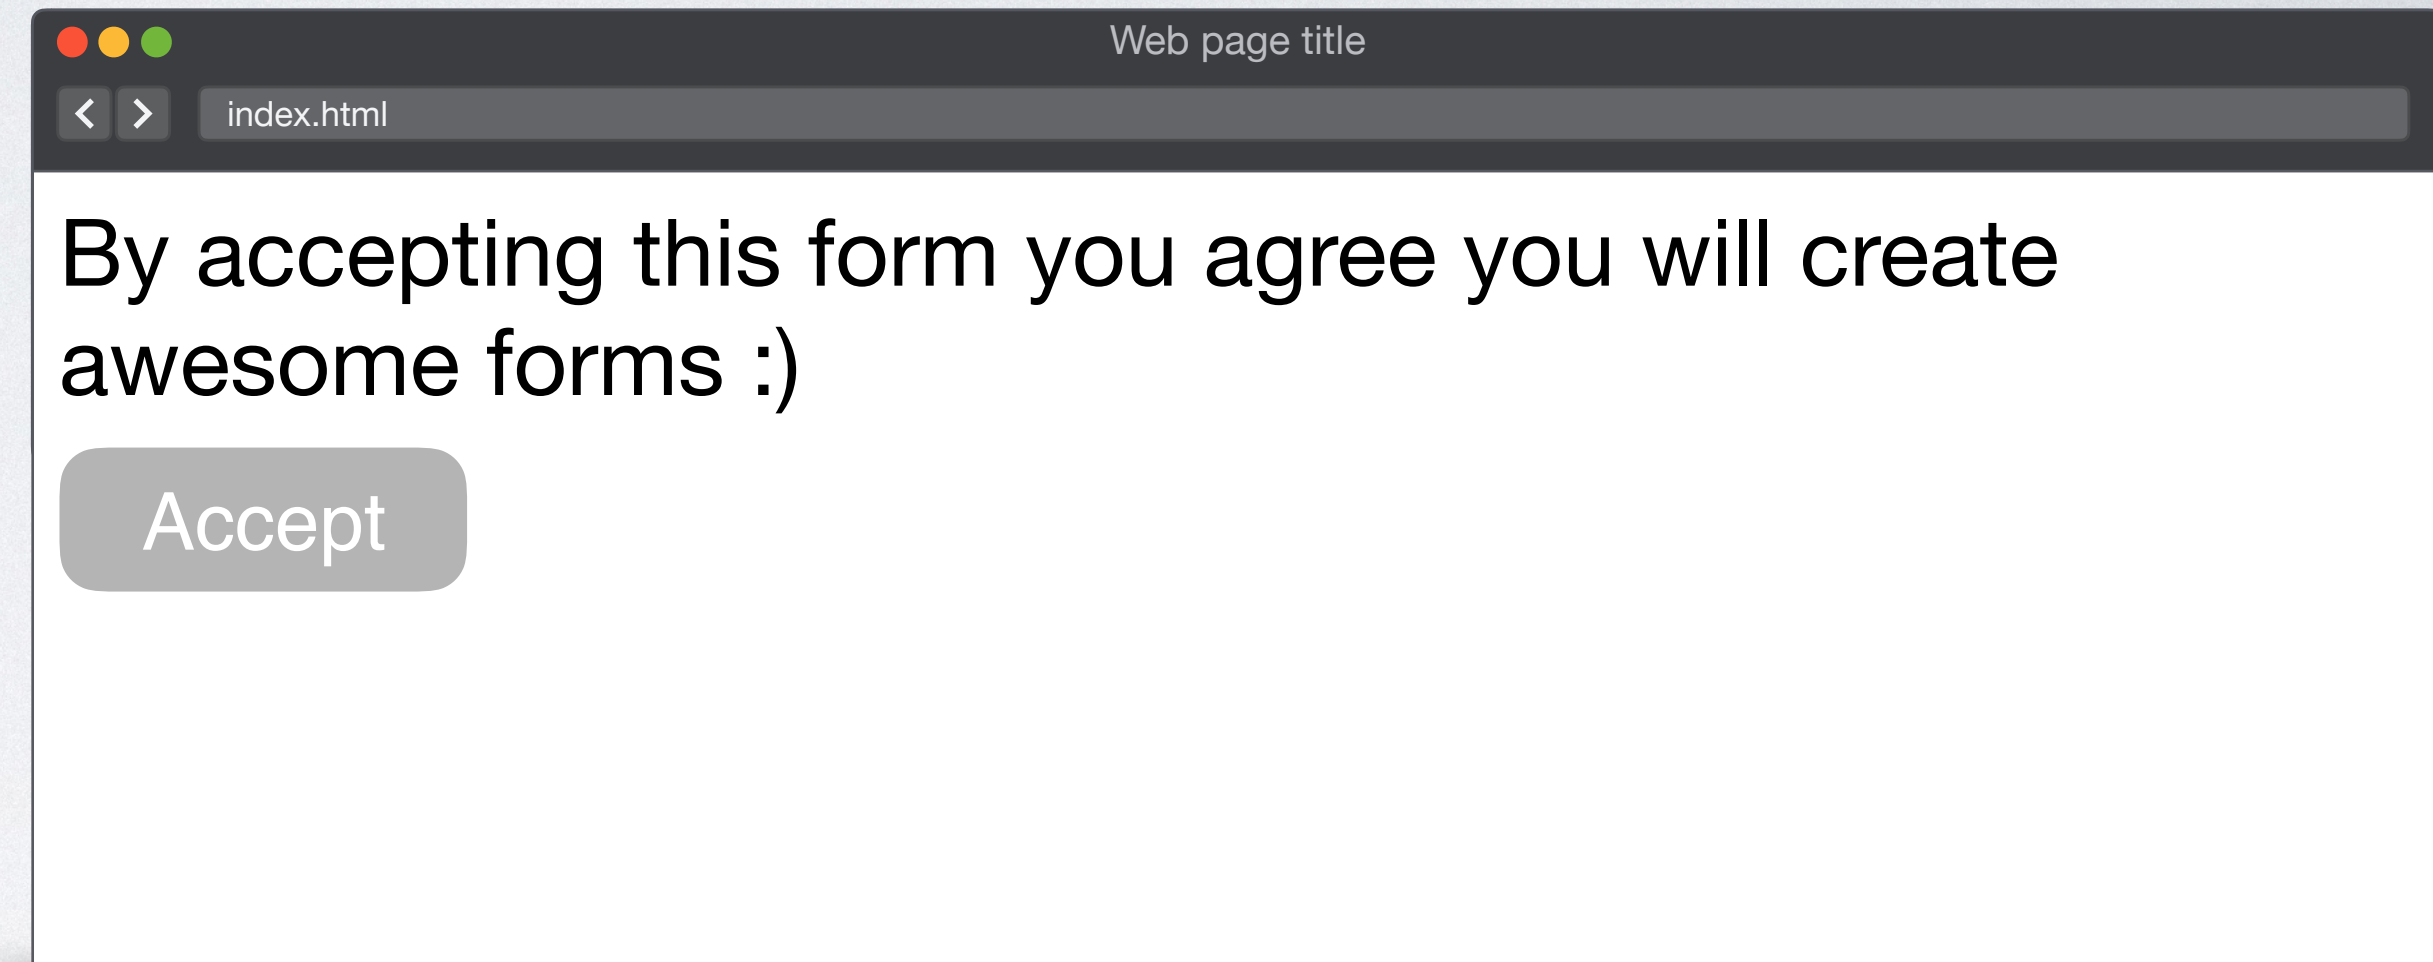 Web page title
index.html
By accepting this form you agree you will create
awesome forms :)
Accept